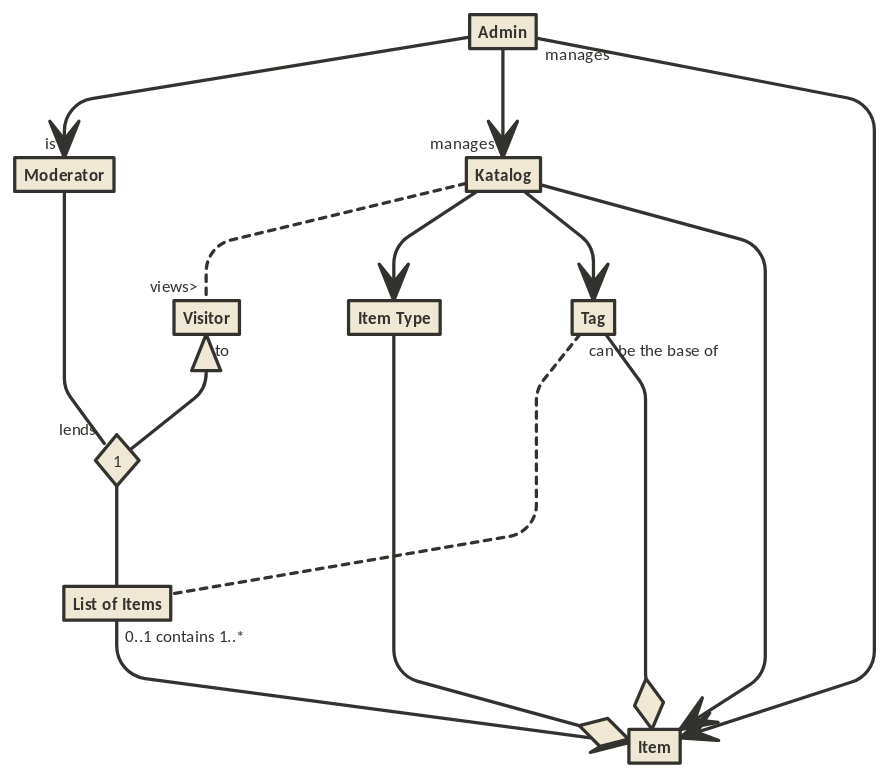 Admin
manages
is
manages
Moderator
Katalog
views>
Visitor
Item Type
Tag
to
can be the base of
lends
1
List of Items
0..1 contains 1..*
Item